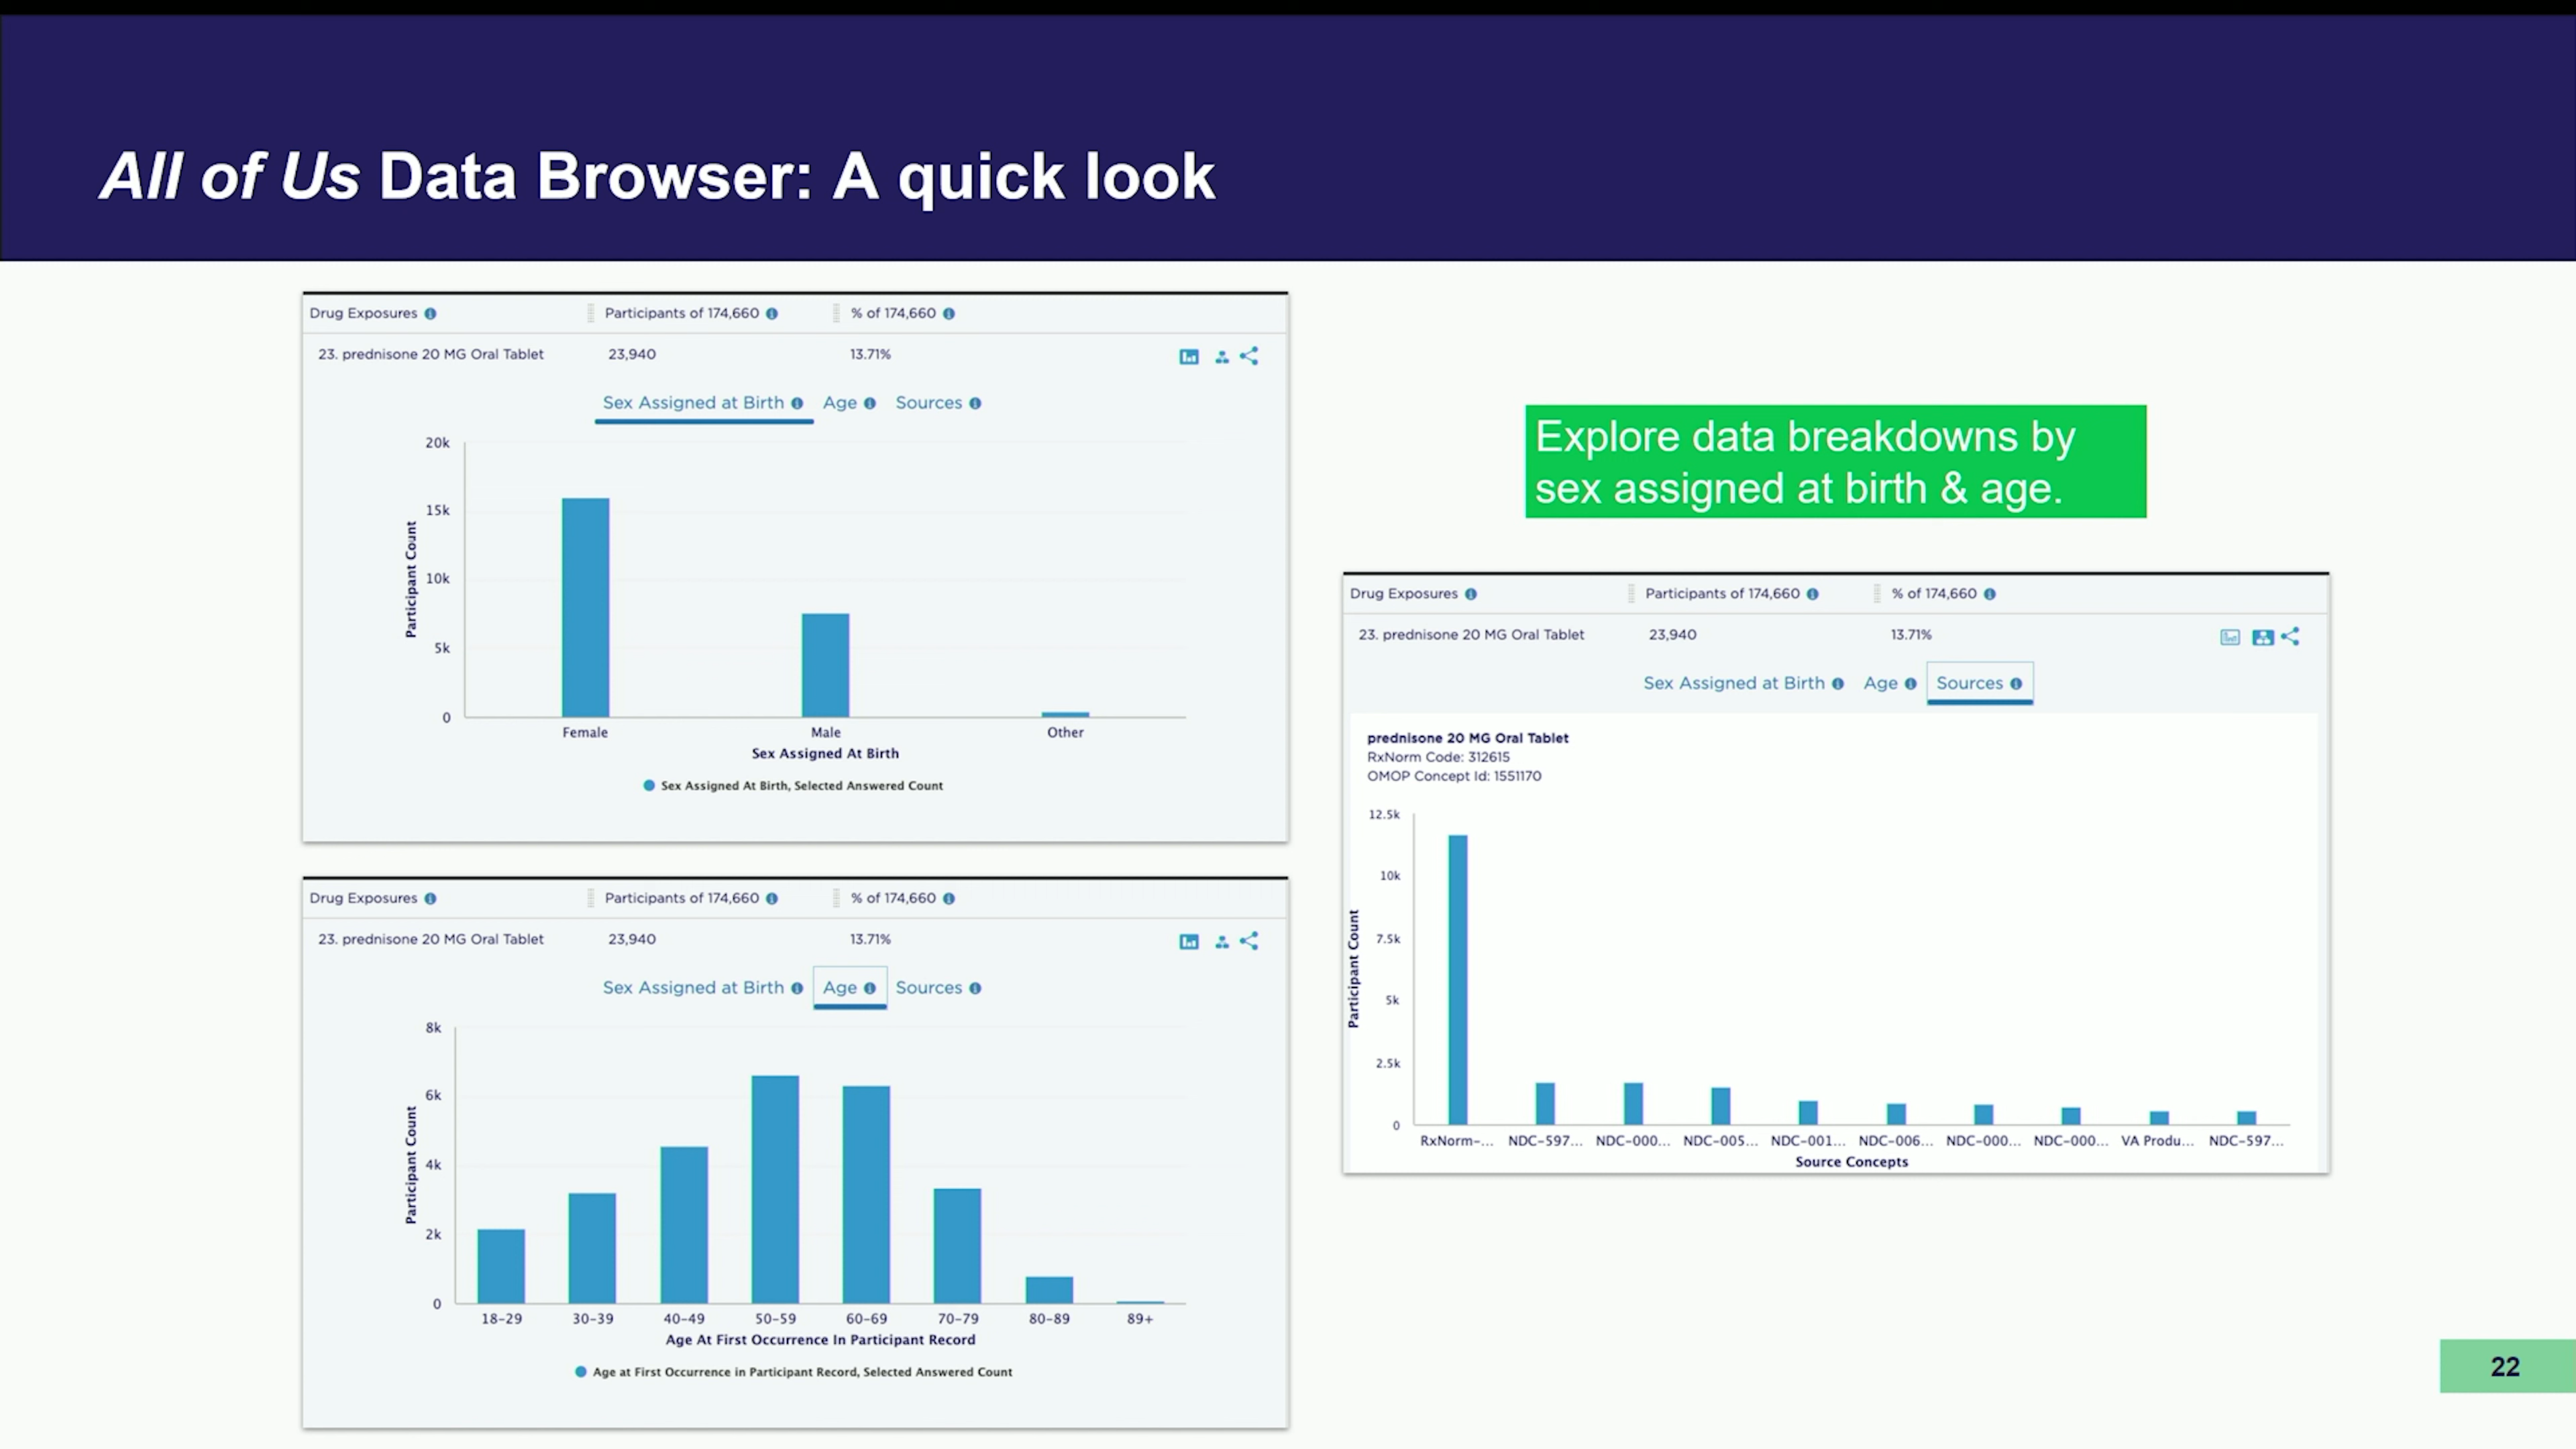 All of Us Data Browser: A quick look
Drug Exposures
Participants of 174,660
% of 174,660
23. prednisone 20 MG Oral Tablet
23,940
13.71%
Sex Assigned at Birth
Age
Sources
20k
15k
10k
5k
0
Participant Count
Female
Male
Other
Sex Assigned At Birth
Sex Assigned At Birth, Selected Answered Count
Drug Exposures
Participants of 174,660
% of 174,660
23. prednisone 20 MG Oral Tablet
23,940
13.71%
Sex Assigned at Birth
Age
Sources
8k
6k
4k
2k
0
Participant Count
18-29
30-39
40-49
50-59
60-69
70-79
80-89
89+
Age At First Occurrence In Participant Record
Age at First Occurrence in Participant Record, Selected Answered Count
Explore data breakdowns by
sex assigned at birth & age.
Drug Exposures
Participants of 174,660
% of 174,660
23. prednisone 20 MG Oral Tablet
23,940
13.71%
Sex Assigned at Birth
Age
Sources
prednisone 20 MG Oral Tablet
RxNorm Code: 312615
OMOP Concept Id: 1551170
12.5k
10k
7.5k
5k
2.5k
0
Participant Count
RxNorm-...
NDC-597...
NDC-000...
NDC-005...
NDC-001...
NDC-006...
NDC-000...
NDC-000...
VA Produ...
NDC-597...
Source Concepts
22